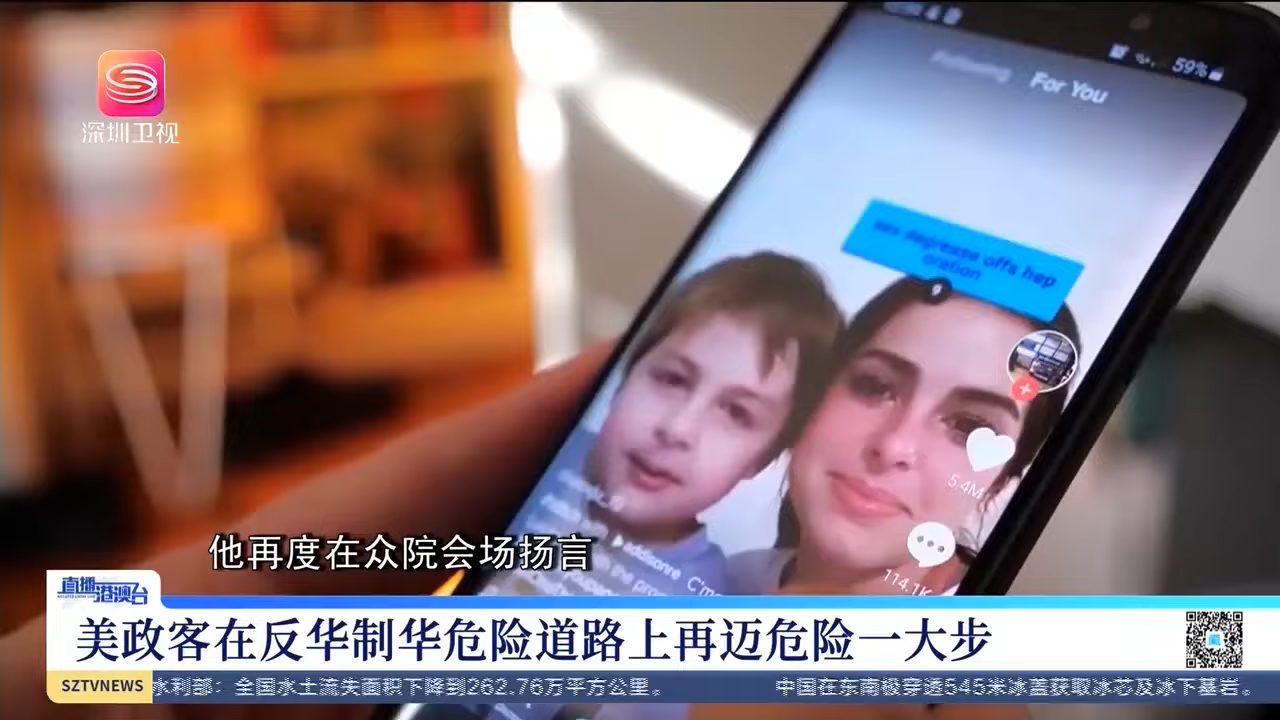 59%
Following
For You
深圳卫视
5.4M
114.1K
他再度在众院会场扬言
直播港澳台
美政客在反华制华危险道路上再迈危险一大步
SZTVNEWS
水利部：全国水土流失面积下降到262.76万平方公里。
中国在东南极穿透545米冰盖获取冰芯及冰下基岩。